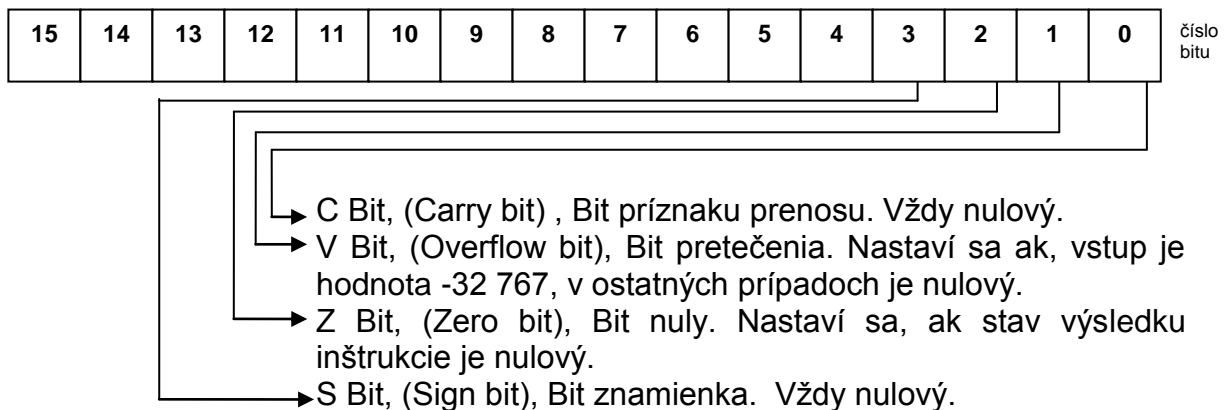 15 14 13 12 11 10 9 8 7 6 5 4 3 2 1 0 číslo
bitu
C Bit, (Carry bit) , Bit príznaku prenosu. Vždy nulový.
V Bit, (Overflow bit), Bit pretečenia. Nastaví sa ak, vstup je
hodnota -32 767, v ostatných prípadoch je nulový.
Z Bit, (Zero bit), Bit nuly. Nastaví sa, ak stav výsledku
inštrukcie je nulový.
S Bit, (Sign bit), Bit znamienka. Vždy nulový.